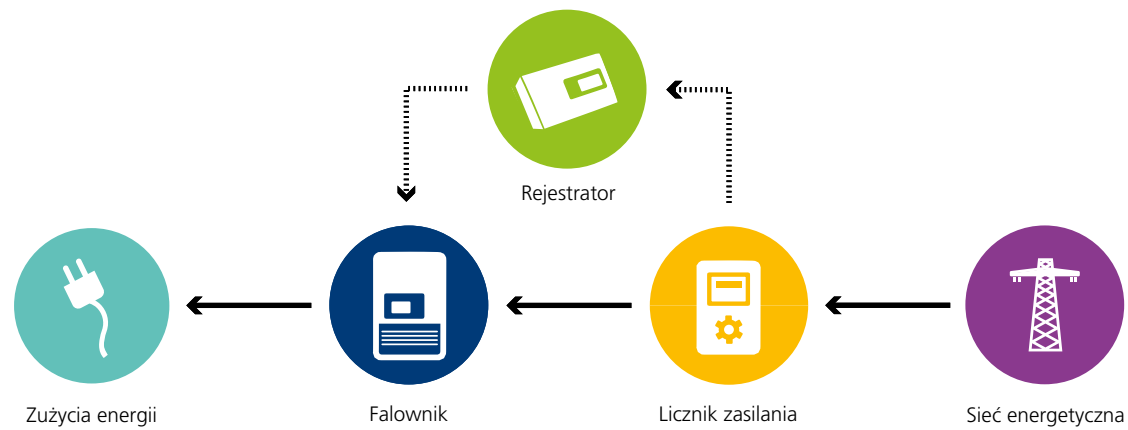 Rejestrator
Zużycia energii
Falownik
Licznik zasilania
Sieć energetyczna